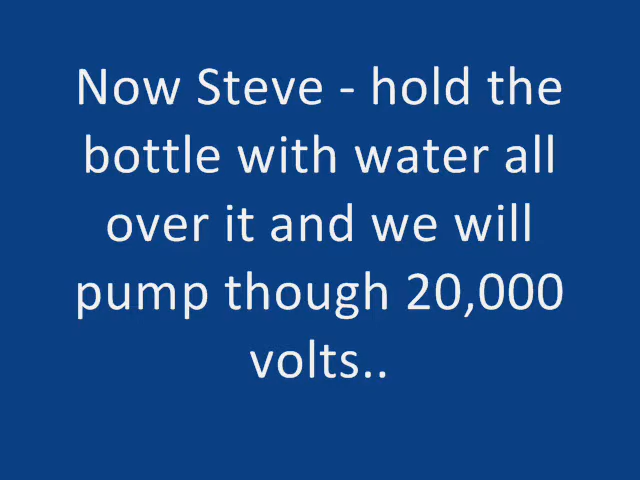 Now Steve - hold the
bottle with water all
over it and we will
pump though 20,000
volts..